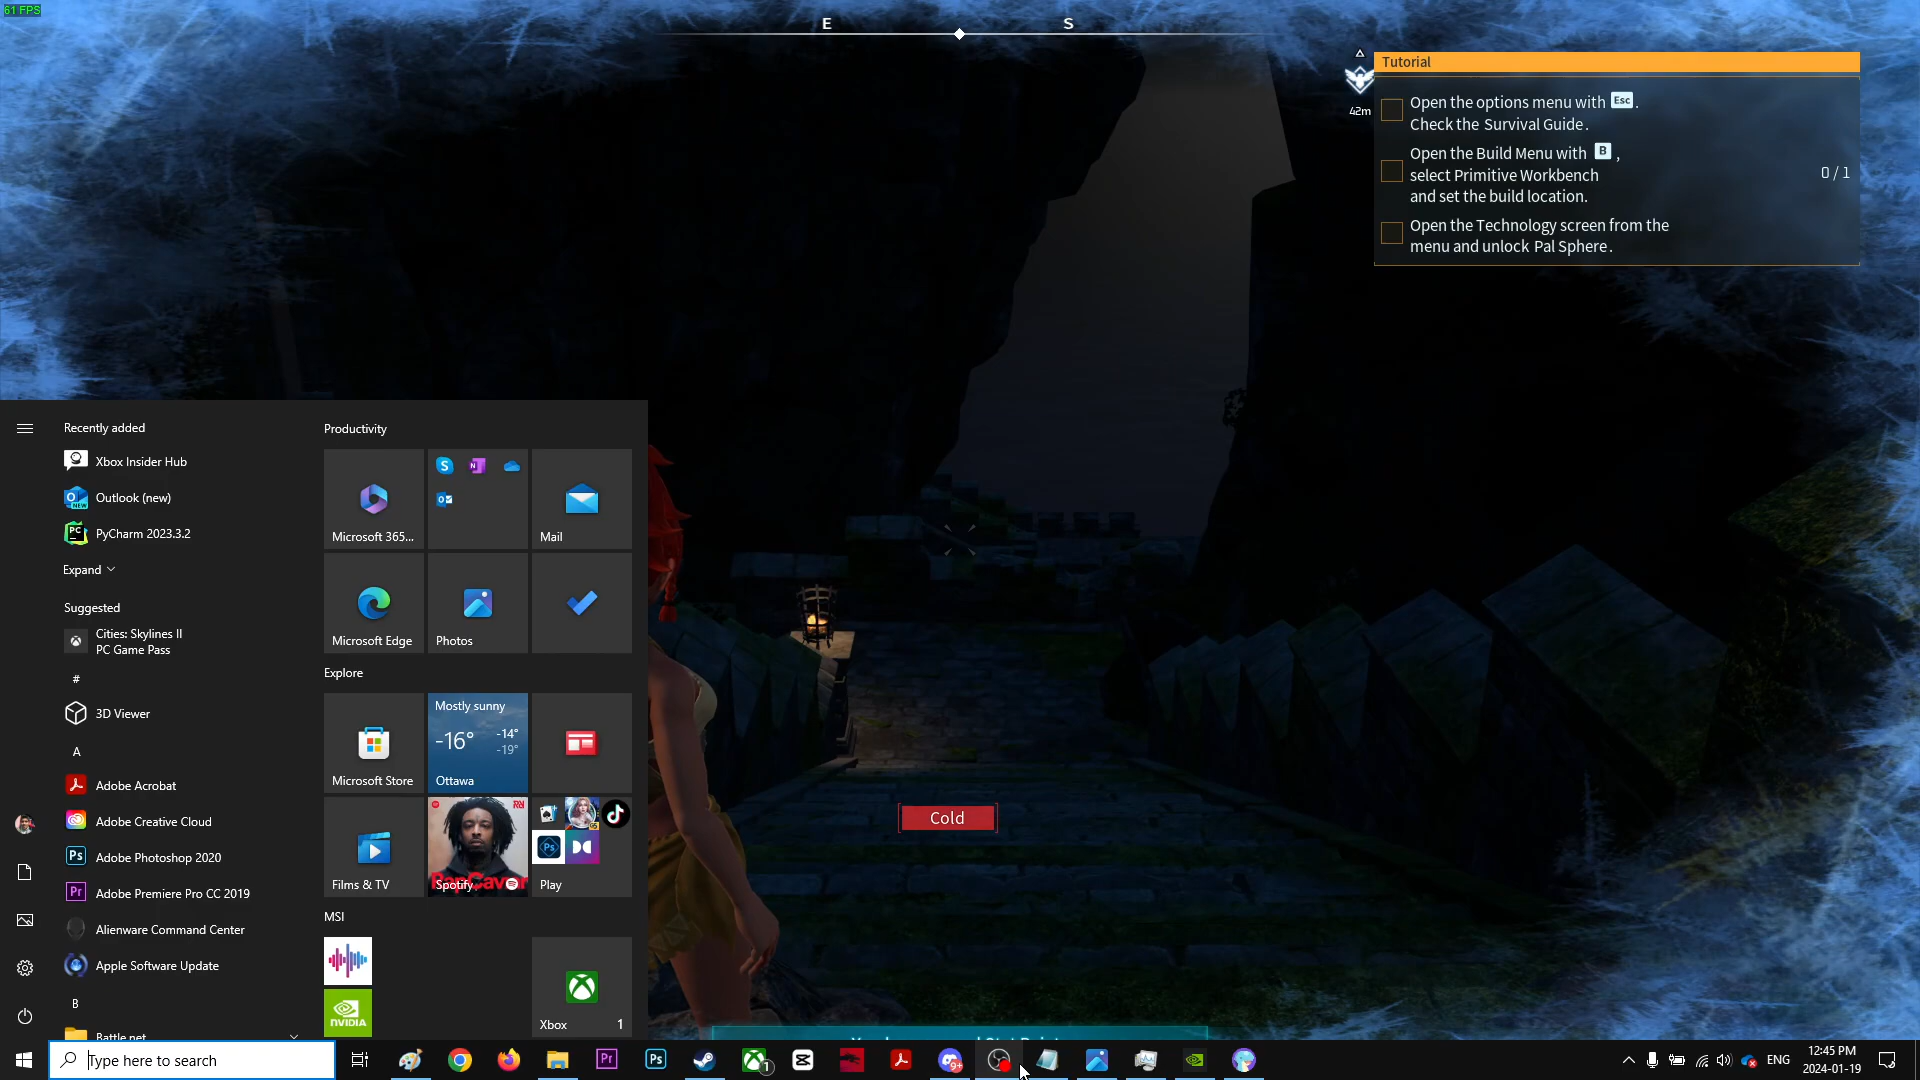 61 FPS
E
S
42m
Tutorial
Open the options menu with Esc .
Check the Survival Guide.
Open the Build Menu with B ,
select Primitive Workbench
and set the build location.
0 / 1
Open the Technology screen from the
menu and unlock Pal Sphere.
Cold
Recently added
Xbox Insider Hub
Outlook (new)
PyCharm 2023.3.2
Expand
Suggested
Cities: Skylines II
PC Game Pass
#
3D Viewer
A
Adobe Acrobat
Adobe Creative Cloud
Adobe Photoshop 2020
Adobe Premiere Pro CC 2019
Alienware Command Center
Apple Software Update
B
Battle.net
Productivity
Microsoft 365...
Mail
Microsoft Edge
Photos
Explore
Microsoft Store
Mostly sunny
-16°
-14°
-19°
Ottawa
Films & TV
Spotify
Play
MSI
NVIDIA
Xbox
1
Type here to search
ENG
12:45 PM
2024-01-19